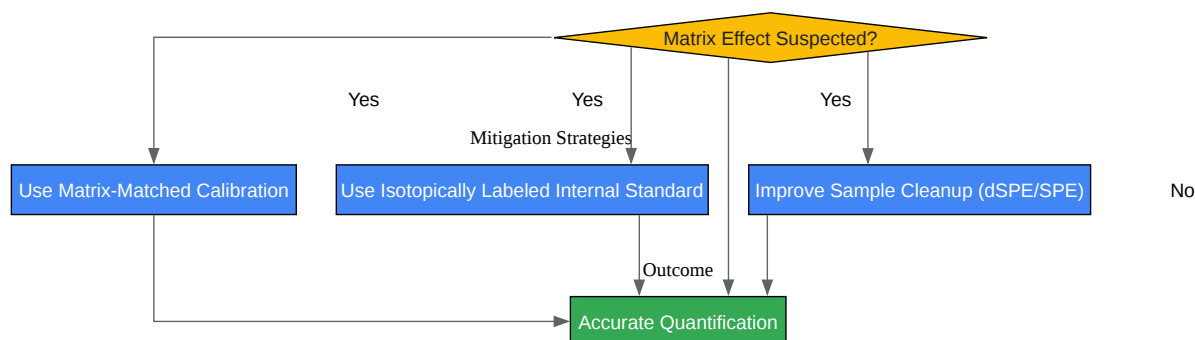 Matrix Effect Suspected?
Yes
Yes
Yes
Mitigation Strategies
Use Matrix-Matched Calibration
Use Isotopically Labeled Internal Standard
Improve Sample Cleanup (dSPE/SPE)
No
Outcome
Accurate Quantification